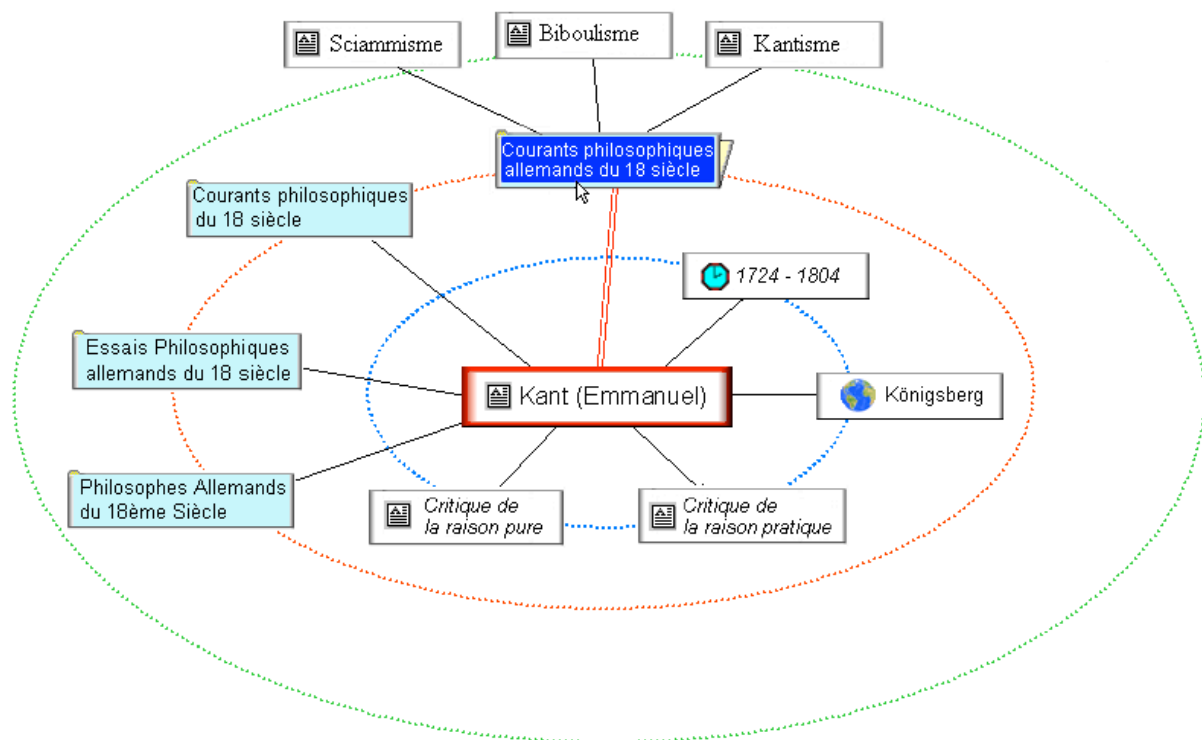 Sciammisme
Biboulisme
Kantisme
Courants philosophiques
allemands du 18 siècle
Courants philosophiques
du 18 siècle
1724 - 1804
Essais Philosophiques
allemands du 18 siècle
Kant (Emmanuel)
Königsberg
Philosophes Allemands
du 18ème Siècle
Critique de
la raison pure
Critique de
la raison pratique